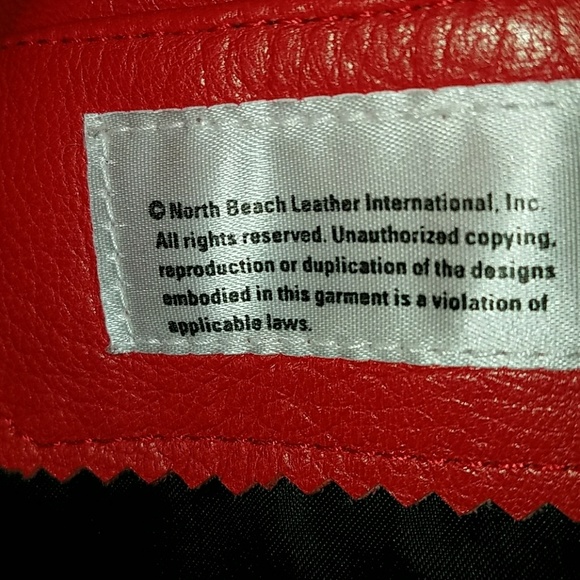 © North Beach Leather International, Inc.
All rights reserved. Unauthorized copying,
reproduction or duplication of the designs
embodied in this garment is a violation of
applicable laws.